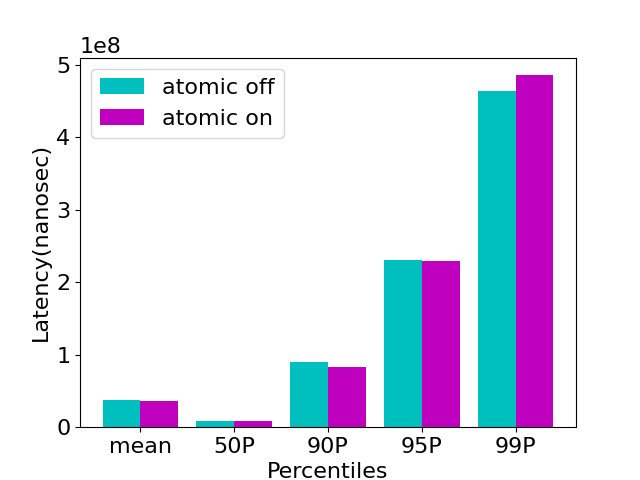 1e8
5
4
3
2
1
0
Latency(nanosec)
atomic off
atomic on
mean 50P 90P 95P 99P
Percentiles